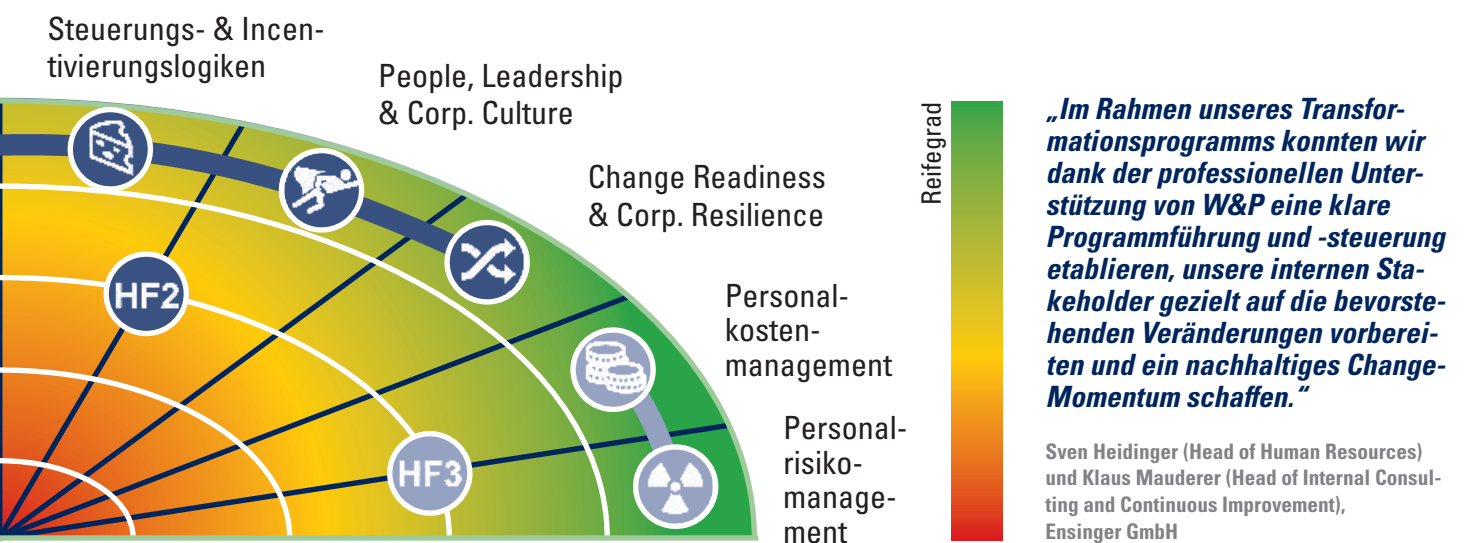 Steuerungs- & Incen-
tivierungslogiken
People, Leadership
& Corp. Culture
Change Readiness
& Corp. Resilience
Personal-
kosten-
management
Personal-
risiko-
manage-
ment
HF2
HF3
Reifegrad
„Im Rahmen unseres Transfor-
mationsprogramms konnten wir
dank der professionellen Unter-
stützung von W&P eine klare
Programmführung und -steuerung
etablieren, unsere internen Sta-
keholder gezielt auf die bevorste-
henden Veränderungen vorberei-
ten und ein nachhaltiges Change-
Momentum schaffen.“
Sven Heidinger (Head of Human Resources)
und Klaus Mauderer (Head of Internal Consul-
ting and Continuous Improvement),
Ensinger GmbH